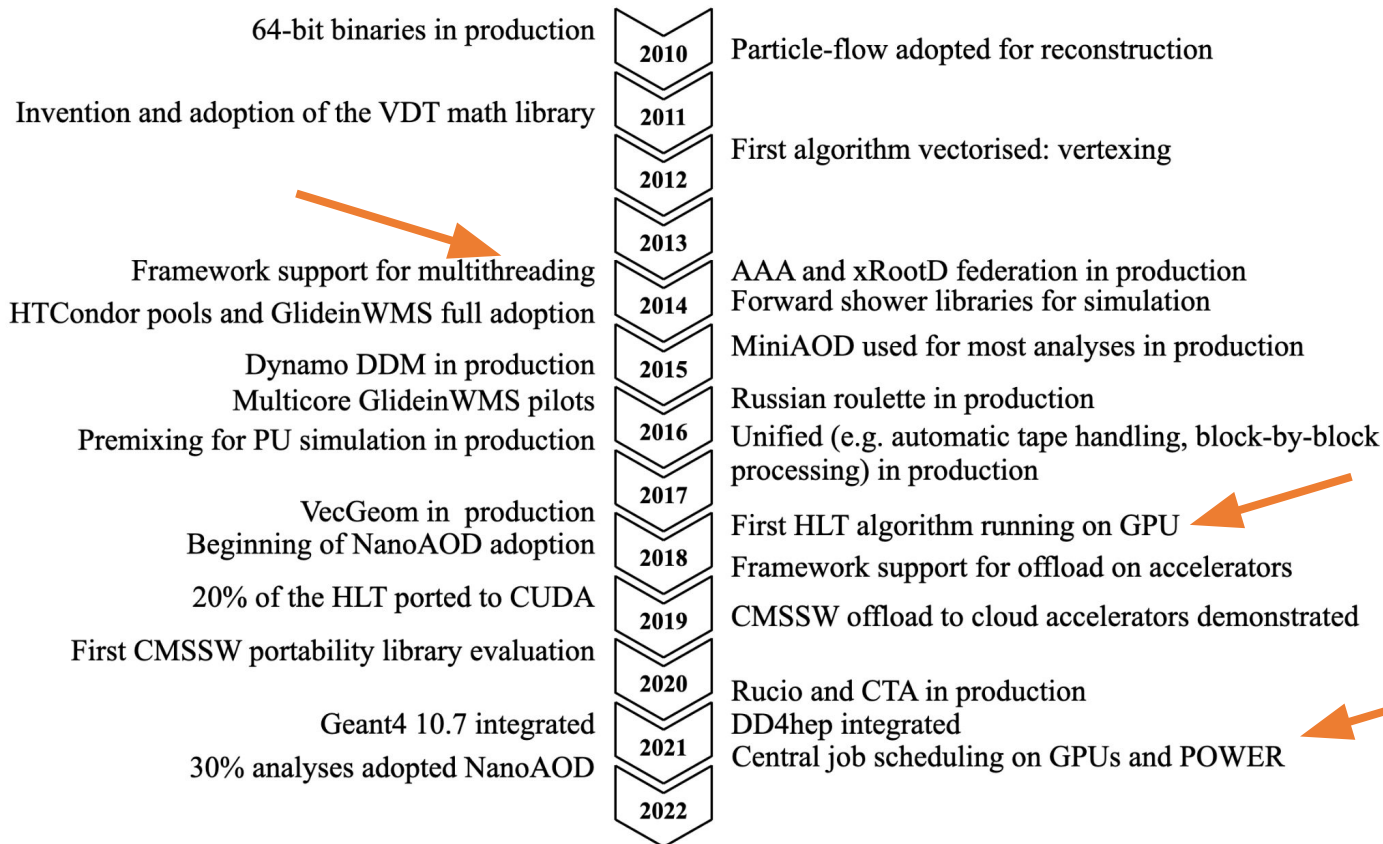 64-bit binaries in production
2010
Particle-flow adopted for reconstruction
Invention and adoption of the VDT math library
2011
First algorithm vectorised: vertexing
2012
2013
Framework support for multithreading
AAA and xRootD federation in production
HTCondor pools and GlideinWMS full adoption
2014
Forward shower libraries for simulation
MiniAOD used for most analyses in production
Dynamo DDM in production
2015
Multicore GlideinWMS pilots
Russian roulette in production
Premixing for PU simulation in production
2016
Unified (e.g. automatic tape handling, block-by-block
processing) in production
2017
VecGeom in production
First HLT algorithm running on GPU
Beginning of NanoAOD adoption
2018
Framework support for offload on accelerators
20% of the HLT ported to CUDA
2019
CMSSW offload to cloud accelerators demonstrated
First CMSSW portability library evaluation
2020
Rucio and CTA in production
Geant4 10.7 integrated
DD4hep integrated
2021
Central job scheduling on GPUs and POWER
30% analyses adopted NanoAOD
2022